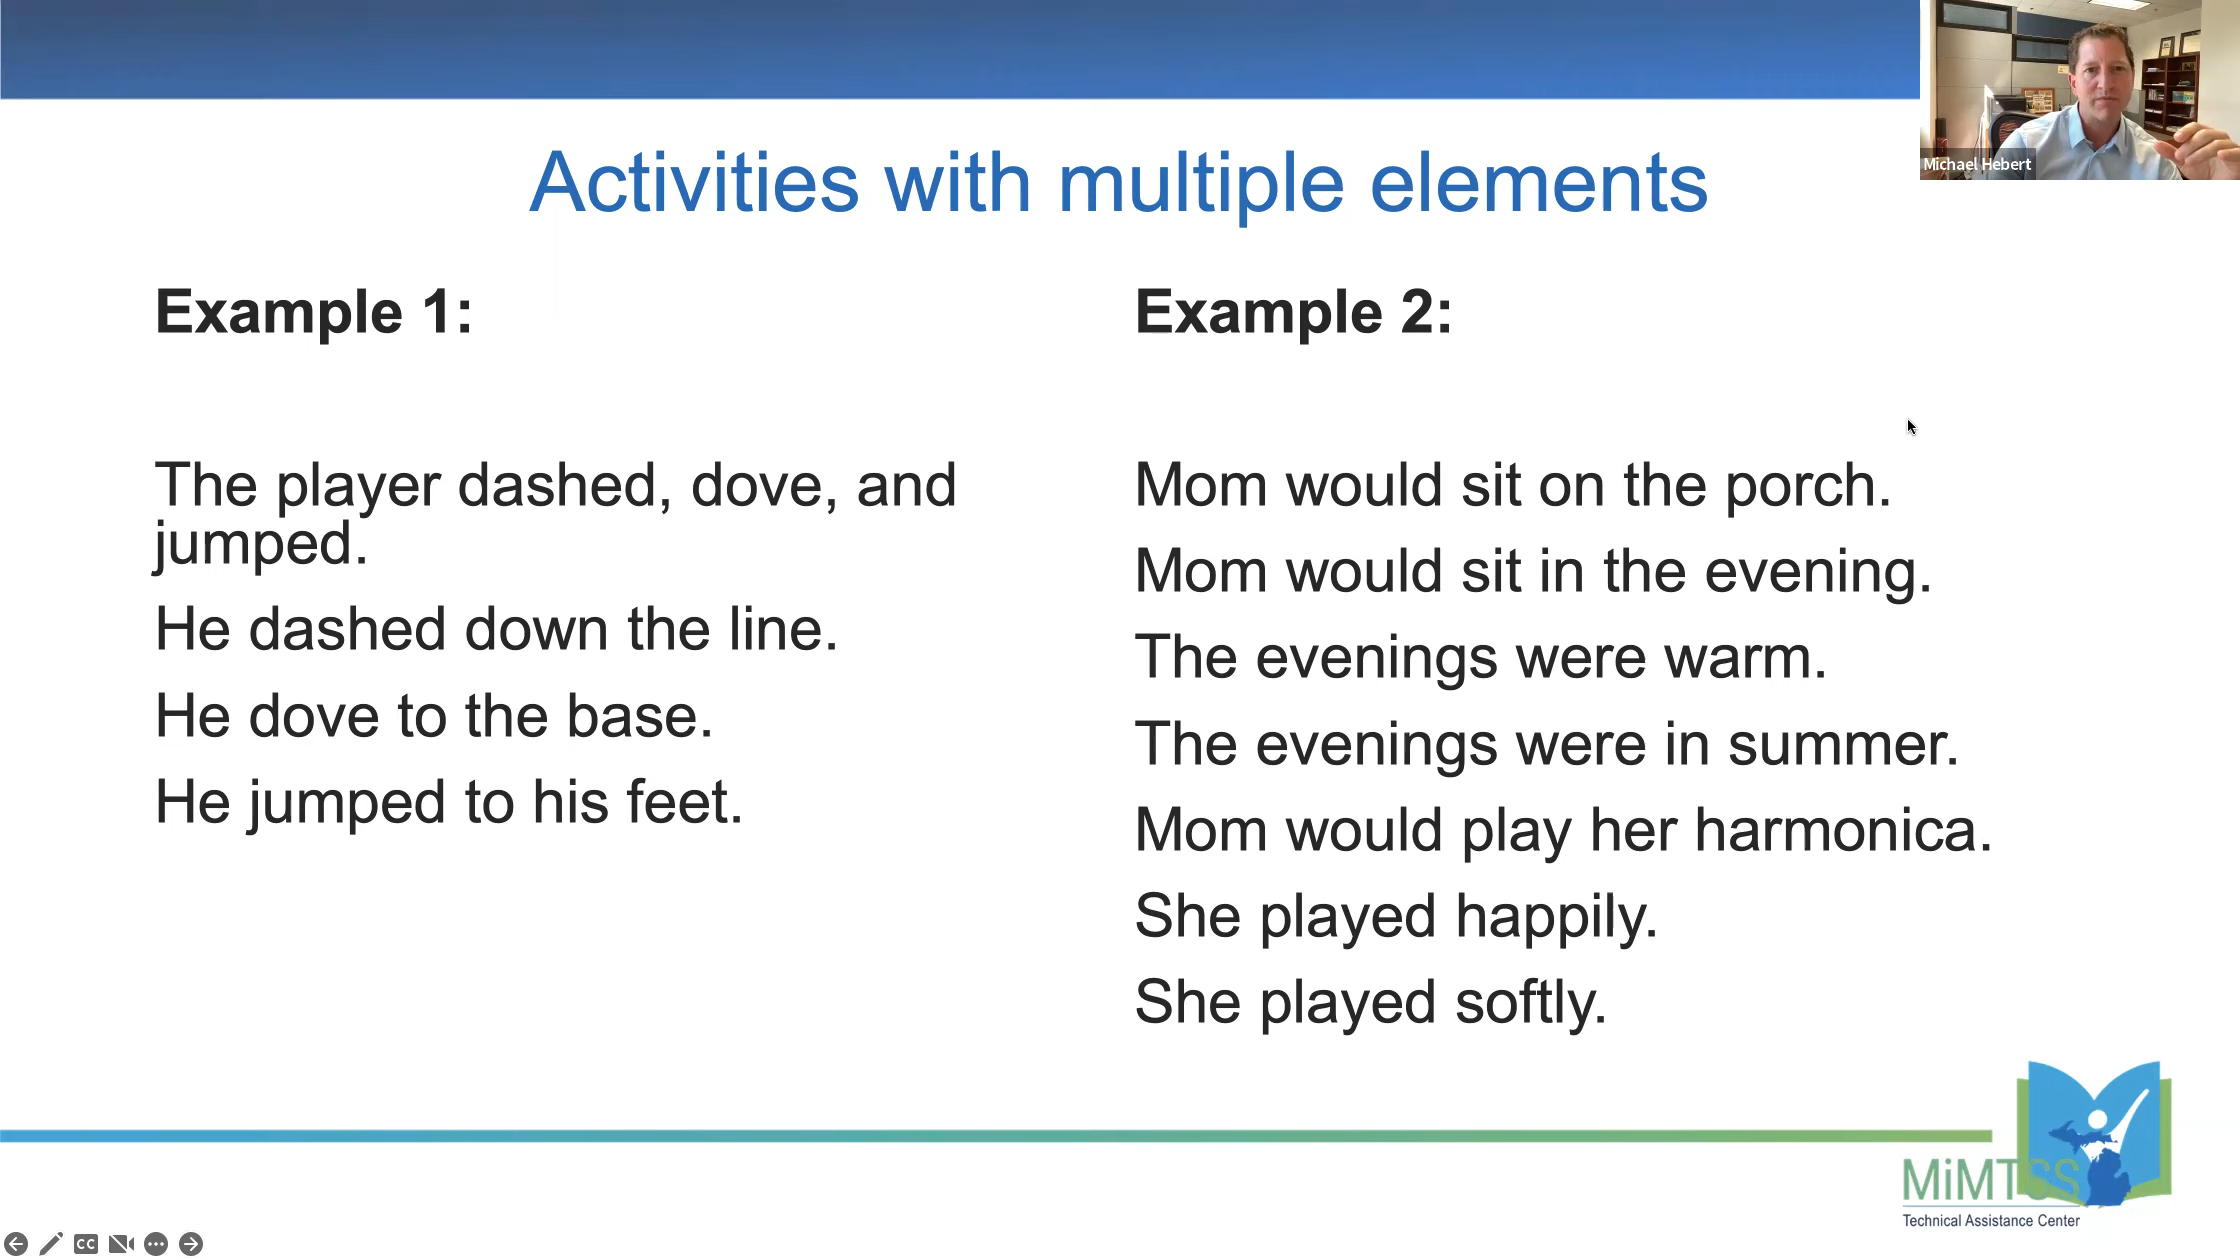 Michael Hebert
Activities with multiple elements
Example 1:
The player dashed, dove, and
jumped.
He dashed down the line.
He dove to the base.
He jumped to his feet.
Example 2:
Mom would sit on the porch.
Mom would sit in the evening.
The evenings were warm.
The evenings were in summer.
Mom would play her harmonica.
She played happily.
She played softly.
MiMTSS
Technical Assistance Center
CC